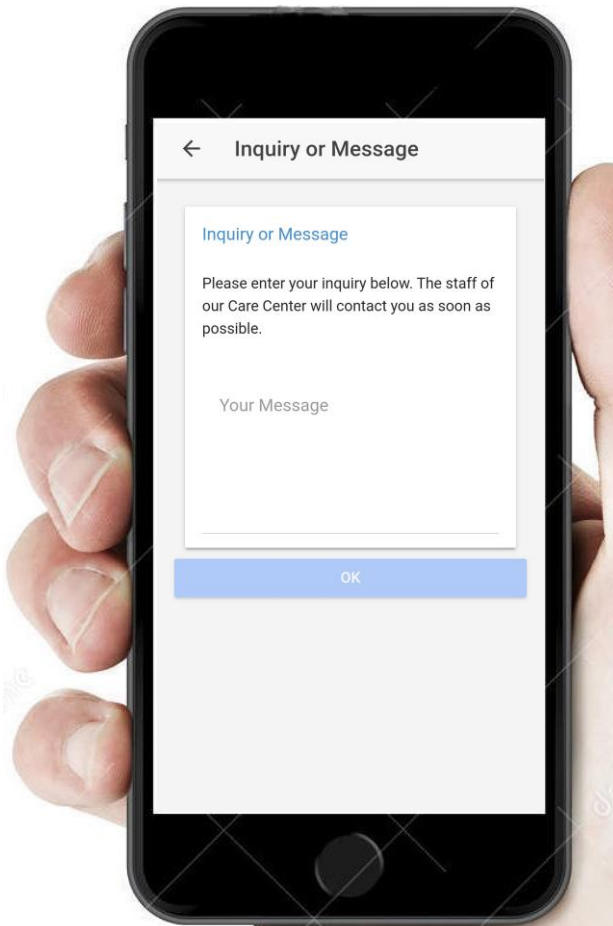 Inquiry or Message
Inquiry or Message
Please enter your inquiry below. The staff of
our Care Center will contact you as soon as
possible.
Your Message
OK